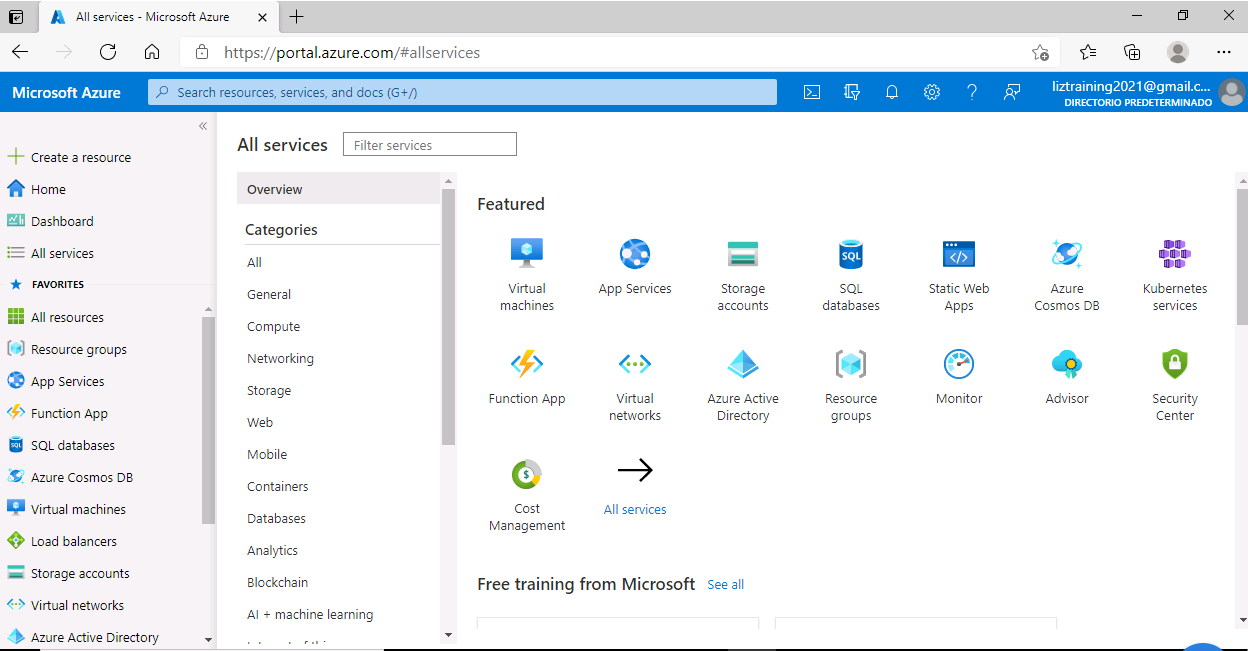 All services - Microsoft Azure
https://portal.azure.com/#allservices
Microsoft Azure
Search resources, services, and docs (G+/)
liztraining2021@gmail.c...
DIRECTORIO PREDETERMINADO
Create a resource
Home
Dashboard
All services
FAVORITES
All resources
Resource groups
App Services
Function App
SQL databases
Azure Cosmos DB
Virtual machines
Load balancers
Storage accounts
Virtual networks
Azure Active Directory
All services
Filter services
Overview
Categories
All
General
Compute
Networking
Storage
Web
Mobile
Containers
Databases
Analytics
Blockchain
AI + machine learning
Featured
Virtual
machines
App Services
Storage
accounts
SQL
SQL
databases
Static Web
Apps
Azure
Cosmos DB
Kubernetes
services
Function App
Virtual
networks
Azure Active
Directory
Resource
groups
Monitor
Advisor
Security
Center
Cost
Management
All services
Free training from Microsoft
See all